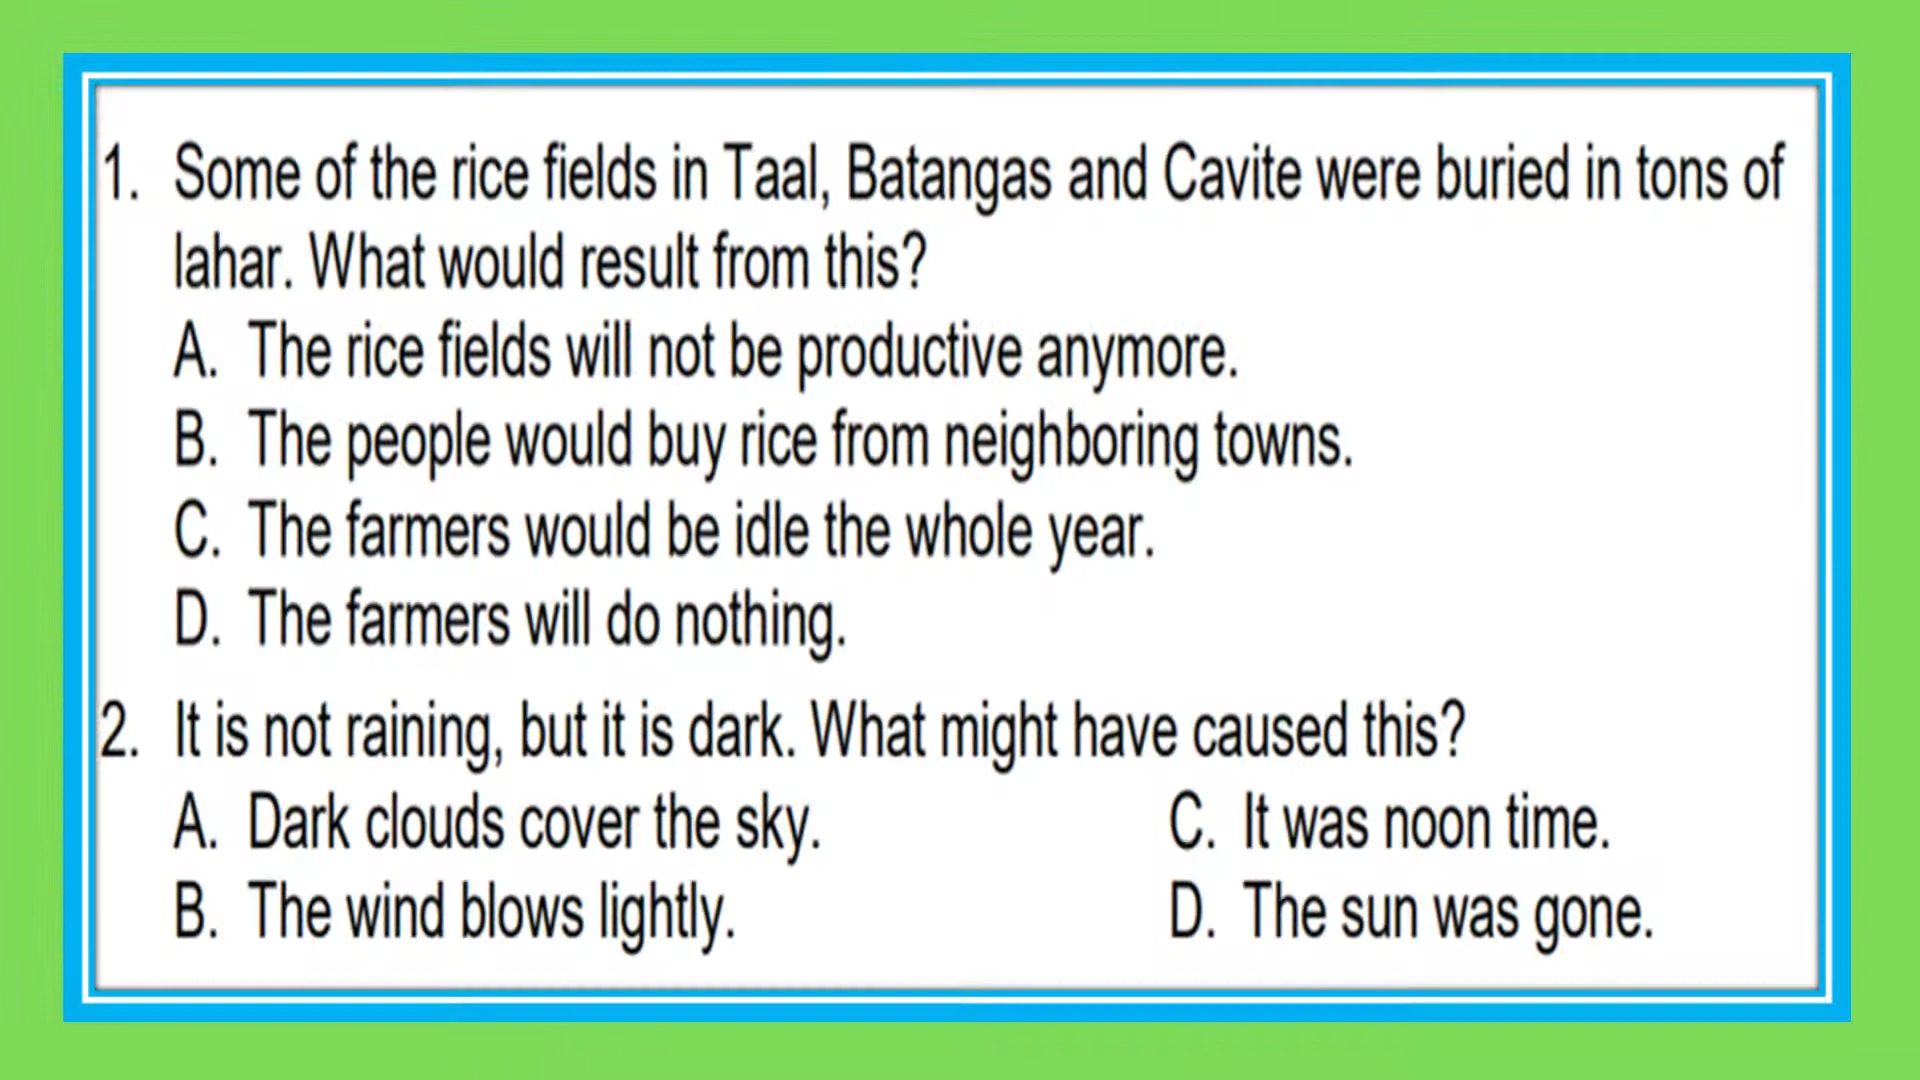 1. Some of the rice fields in Taal, Batangas and Cavite were buried in tons of
lahar. What would result from this?
A. The rice fields will not be productive anymore.
B. The people would buy rice from neighboring towns.
C. The farmers would be idle the whole year.
D. The farmers will do nothing.
2. It is not raining, but it is dark. What might have caused this?
A. Dark clouds cover the sky. C. It was noon time.
B. The wind blows lightly. D. The sun was gone.